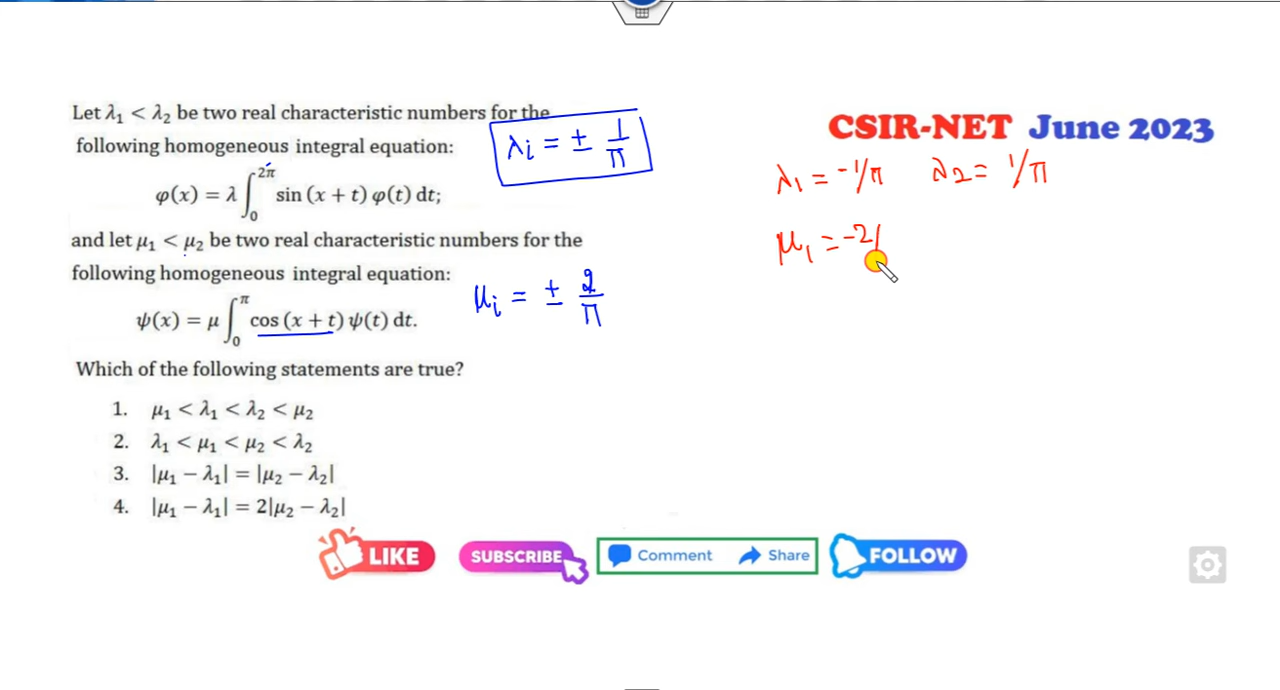 Let λ₁ < λ₂ be two real characteristic numbers for the
following homogeneous integral equation:
φ(x) = λ ∫₀^{2π} sin (x + t) φ(t) dt;
and let μ₁ < μ₂ be two real characteristic numbers for the
following homogeneous integral equation:
ψ(x) = μ ∫₀^{π} cos (x + t) ψ(t) dt.
Which of the following statements are true?
1. μ₁ < λ₁ < λ₂ < μ₂
2. λ₁ < μ₁ < μ₂ < λ₂
3. |μ₁ − λ₁| = |μ₂ − λ₂|
4. |μ₁ − λ₁| = 2|μ₂ − λ₂|
λi = ± 1/π
μi = ± 2/π
CSIR-NET June 2023
λ₁ = -1/π λ₂ = 1/π
μ₁ = -2/
LIKE SUBSCRIBE Comment Share FOLLOW